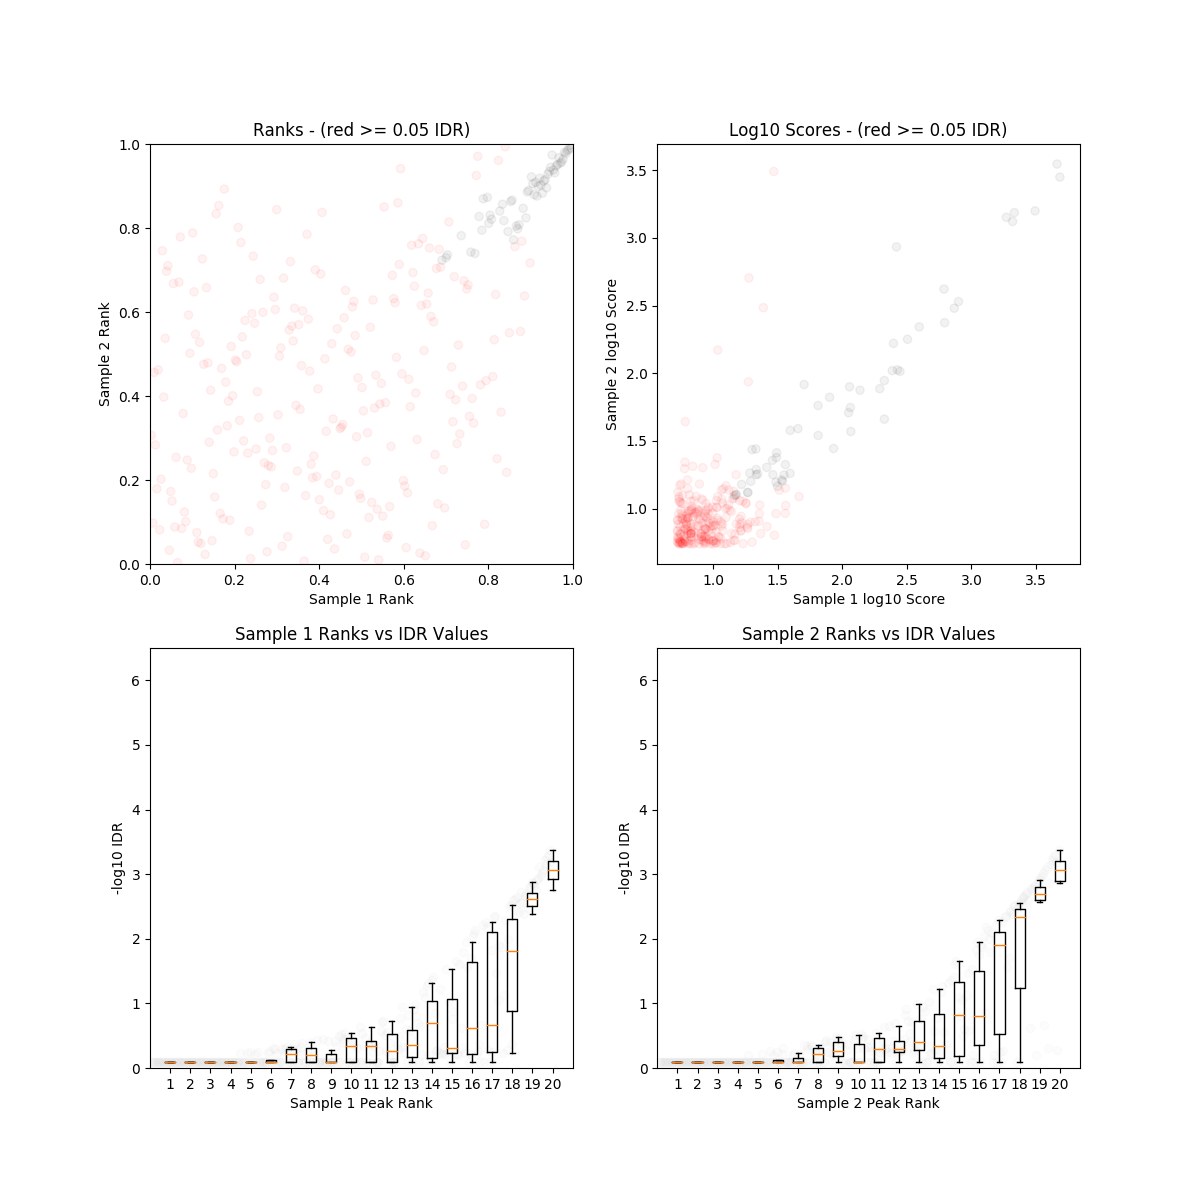 Ranks - (red >= 0.05 IDR)
1.0
0.8
0.6
0.4
0.2
0.0
Sample 2 Rank
0.0 0.2 0.4 0.6 0.8 1.0
Sample 1 Rank
Log10 Scores - (red >= 0.05 IDR)
3.5
3.0
2.5
2.0
1.5
1.0
Sample 2 log10 Score
1.0 1.5 2.0 2.5 3.0 3.5
Sample 1 log10 Score
Sample 1 Ranks vs IDR Values
6
5
4
3
2
1
0
-log10 IDR
1 2 3 4 5 6 7 8 9 10 11 12 13 14 15 16 17 18 19 20
Sample 1 Peak Rank
Sample 2 Ranks vs IDR Values
6
5
4
3
2
1
0
-log10 IDR
1 2 3 4 5 6 7 8 9 10 11 12 13 14 15 16 17 18 19 20
Sample 2 Peak Rank